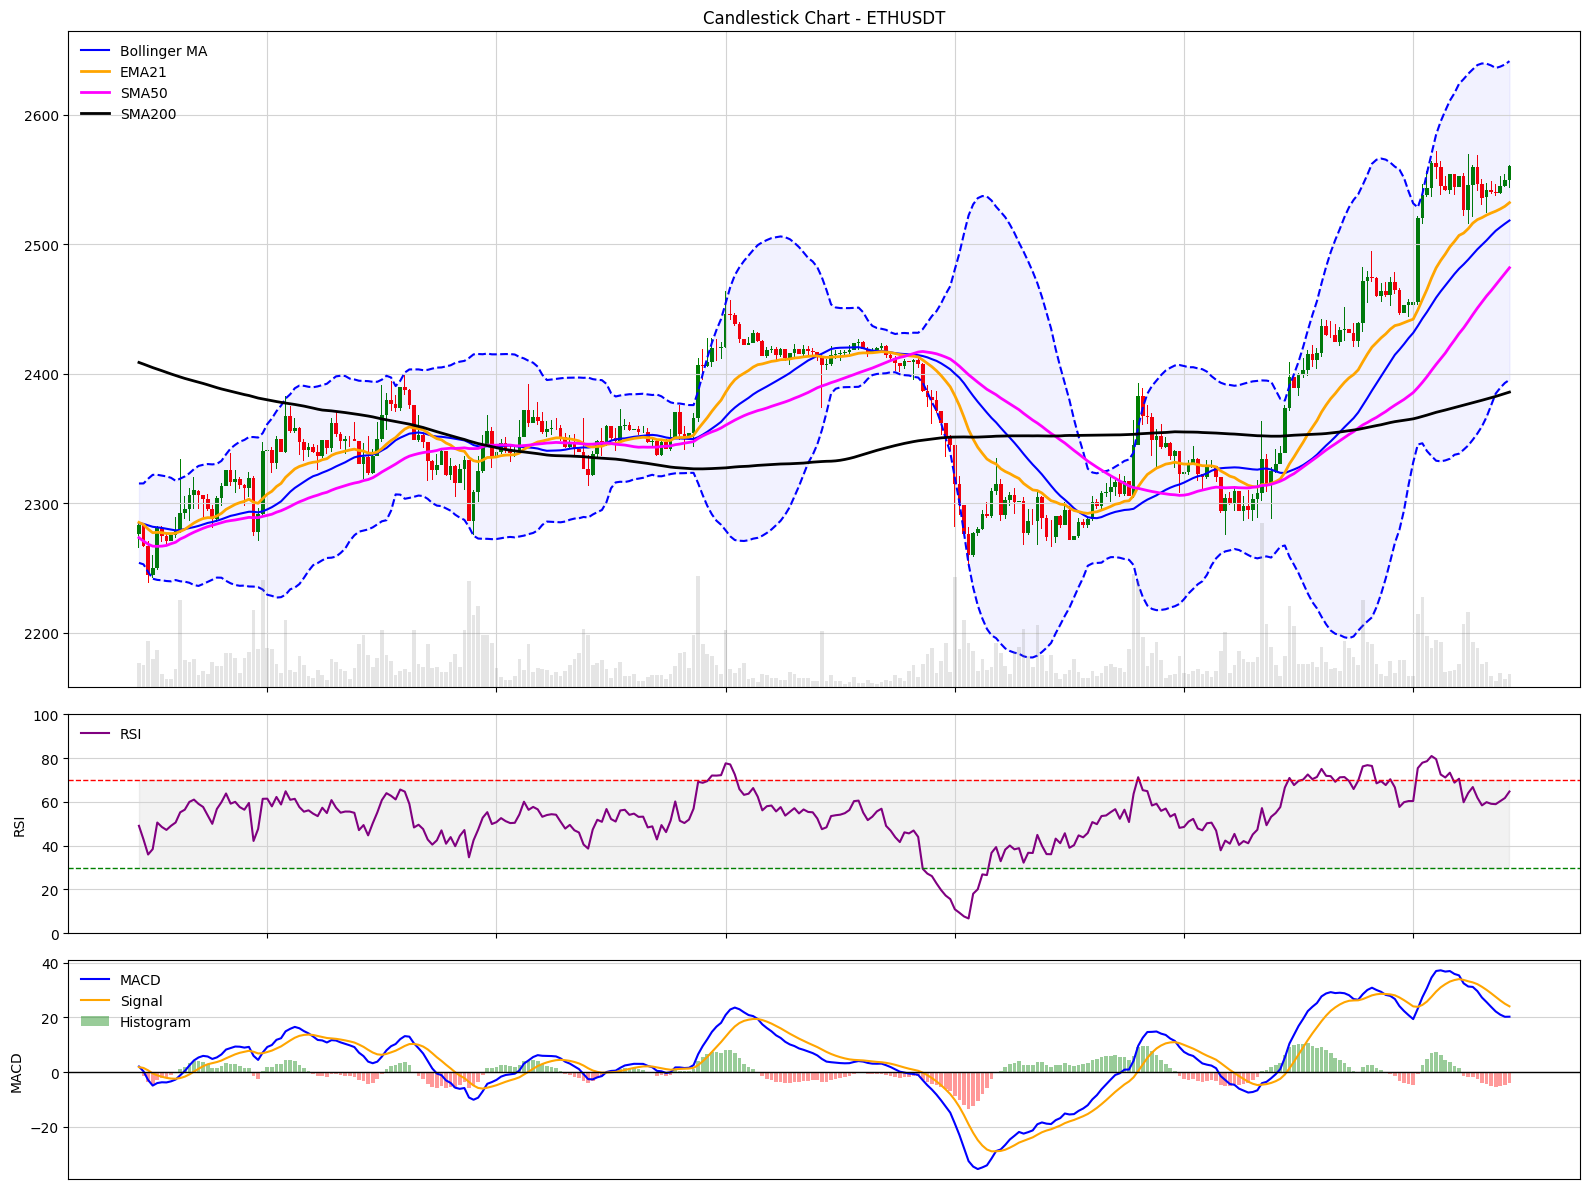 Candlestick Chart - ETHUSDT
Bollinger MA
EMA21
SMA50
SMA200
2600
2500
2400
2300
2200
RSI
100
80
60
40
20
0
RSI
MACD
Signal
Histogram
40
20
0
−20
MACD